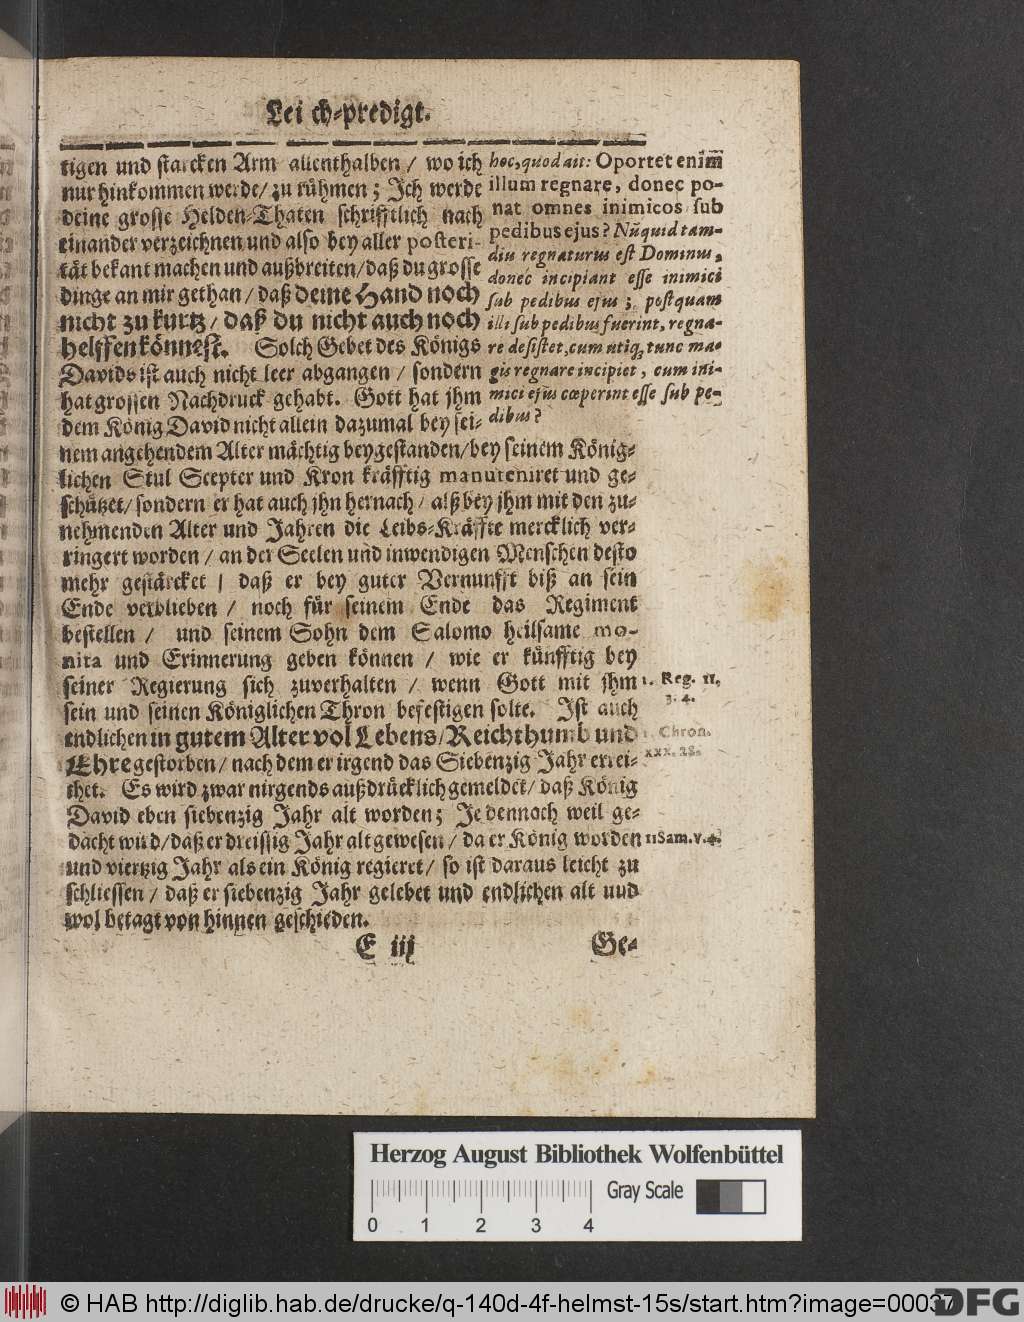 Leich-predigt.
tigen und starcken Arm allenthalben / wo ich
nur hinkommen werde / zu rühmen ; Ich werde
deine grosse Helden-Thaten schrifftlich nach
einander verzeichnen und also bey aller posteri-
tät bekant machen und außbreiten / daß du grosse
dinge an mir gethan / daß deine Hand noch
nicht zu kurtz / daß du nicht auch noch
helffen könnest. Solch Gebet des Königs
Davids ist auch nicht leer abgangen / sondern
hat grossen Nachdruck gehabt. Gott hat jhm
dem König David nicht allein dazumal bey sei-
nem angehendem Alter mächtig beygestanden / bey seinem König-
lichen Stul Scepter und Kron kräfftig manuteniret und ge-
schützet / sondern er hat auch jhn hernach / alß bey jhm mit den zu-
nehmenden Alter und Jahren die Leibs-Kräffte mercklich ver-
ringert worden / an der Seelen und inwendigen Menschen desto
mehr gestärcket / daß er bey guter Vernunfft biß an sein
Ende verblieben / noch für seinem Ende das Regiment
bestellen / und seinem Sohn dem Salomo heilsame mo-
nita und Erinnerung geben können / wie er künfftig bey
seiner Regierung sich zuverhalten / wenn Gott mit jhm
sein und seinen Königlichen Thron befestigen solte. Ist auch
endlichen in gutem Alter vol Lebens / Reichthumb und
Ehre gestorben / nach dem er irgend das Siebenzig Jahr errei-
chet. Es wird zwar nirgends außdrücklich gemeldet / daß König
David eben siebenzig Jahr alt worden ; Je dennoch weil ge-
dacht wird / daß er dreissig Jahr alt gewesen / da er König worden
und viertzig Jahr als ein König regieret / so ist daraus leicht zu
schliessen / daß er siebenzig Jahr gelebet und endlichen alt uud
wol betagt von hinnen geschieden.
E iij
Ge-
hoc, quod ait: Oportet enim
illum regnare, donec po-
nat omnes inimicos sub
pedibus ejus? Nũquid tam-
diu regnaturus est Dominus,
donec incipiant esse inimici
sub pedibus ejus ; postquam
illi sub pedibus fuerint, regna-
re desistet, cum utiq; tunc ma-
gis regnare incipiet, cum ini-
mici ejus cœperint esse sub pe-
dibus?
1. Reg. 11,
3. 4.
1. Chron.
xxx. 28.
11 Sam. v. 4.
Herzog August Bibliothek Wolfenbüttel
Gray Scale
0 1 2 3 4
© HAB http://diglib.hab.de/drucke/q-140d-4f-helmst-15s/start.htm?image=00037
DFG